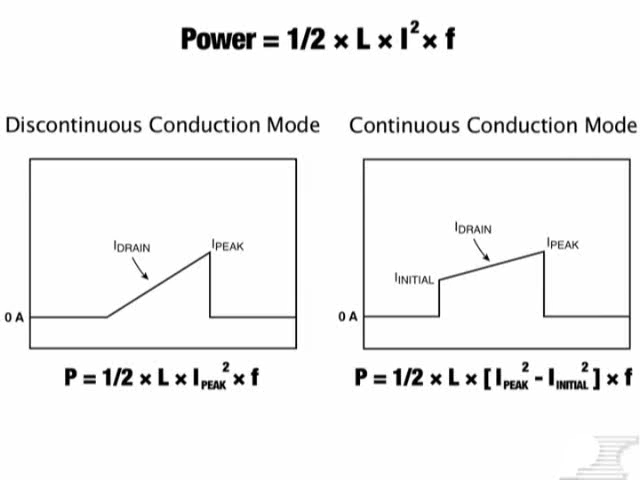 Power = 1/2 × L × I² × f
Discontinuous Conduction Mode
Continuous Conduction Mode
IDRAIN
IPEAK
0 A
IDRAIN
IPEAK
IINITIAL
0 A
P = 1/2 × L × IPEAK² × f
P = 1/2 × L × [ IPEAK² - IINITIAL² ] × f